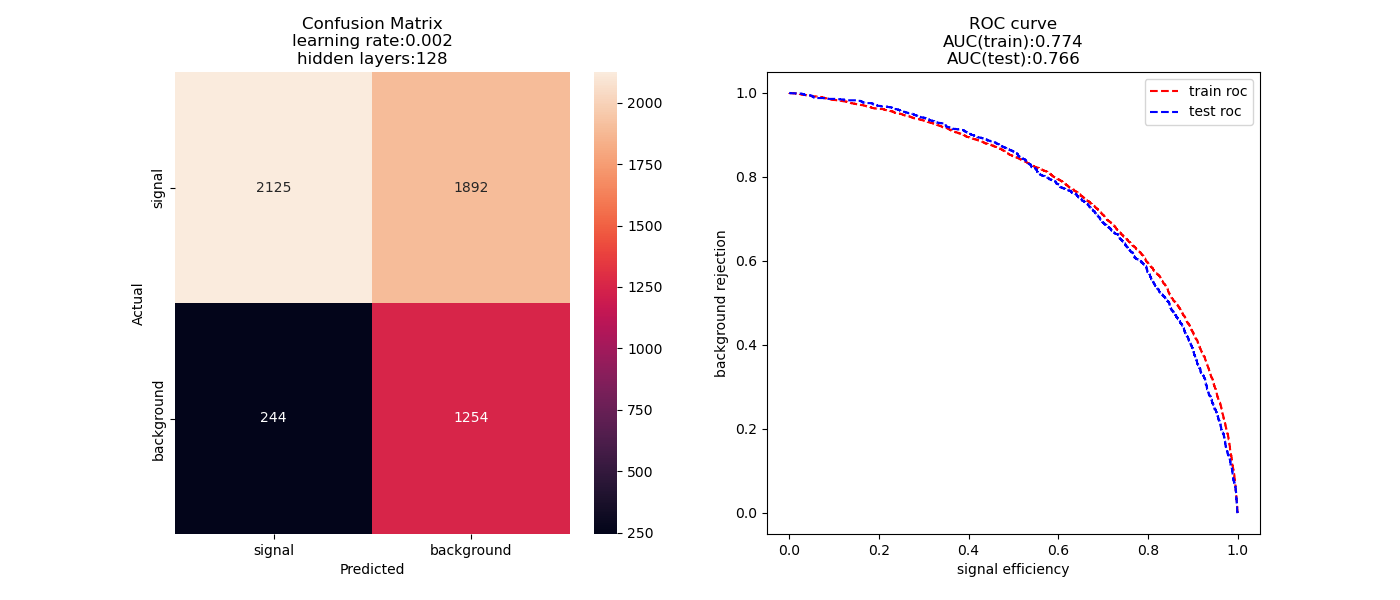 Confusion Matrix
learning rate:0.002
hidden layers:128
signal
background
Actual
2125
1892
244
1254
signal
background
Predicted
2000
1750
1500
1250
1000
750
500
250
ROC curve
AUC(train):0.774
AUC(test):0.766
train roc
test roc
background rejection
1.0
0.8
0.6
0.4
0.2
0.0
0.0
0.2
0.4
0.6
0.8
1.0
signal efficiency